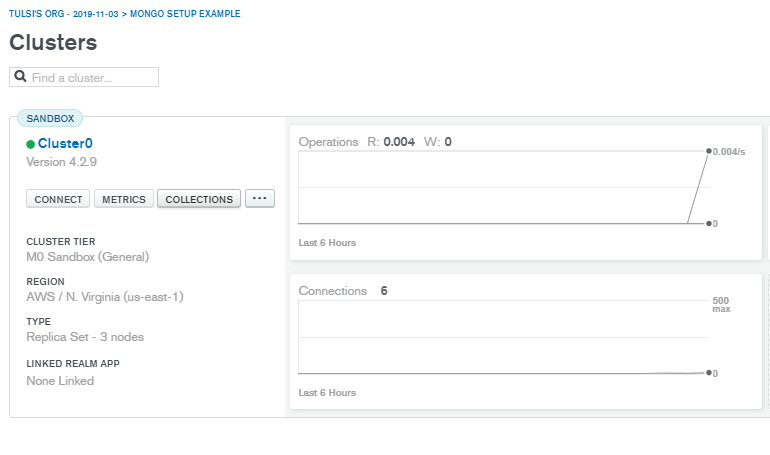 TULSI'S ORG - 2019-11-03 > MONGO SETUP EXAMPLE
Clusters
Find a cluster...
SANDBOX
Cluster0
Version 4.2.9
CONNECT METRICS COLLECTIONS ...
CLUSTER TIER
M0 Sandbox (General)
REGION
AWS / N. Virginia (us-east-1)
TYPE
Replica Set - 3 nodes
LINKED REALM APP
None Linked
Operations R: 0.004 W: 0
0.004/s
0
Last 6 Hours
Connections 6
500
max
0
Last 6 Hours